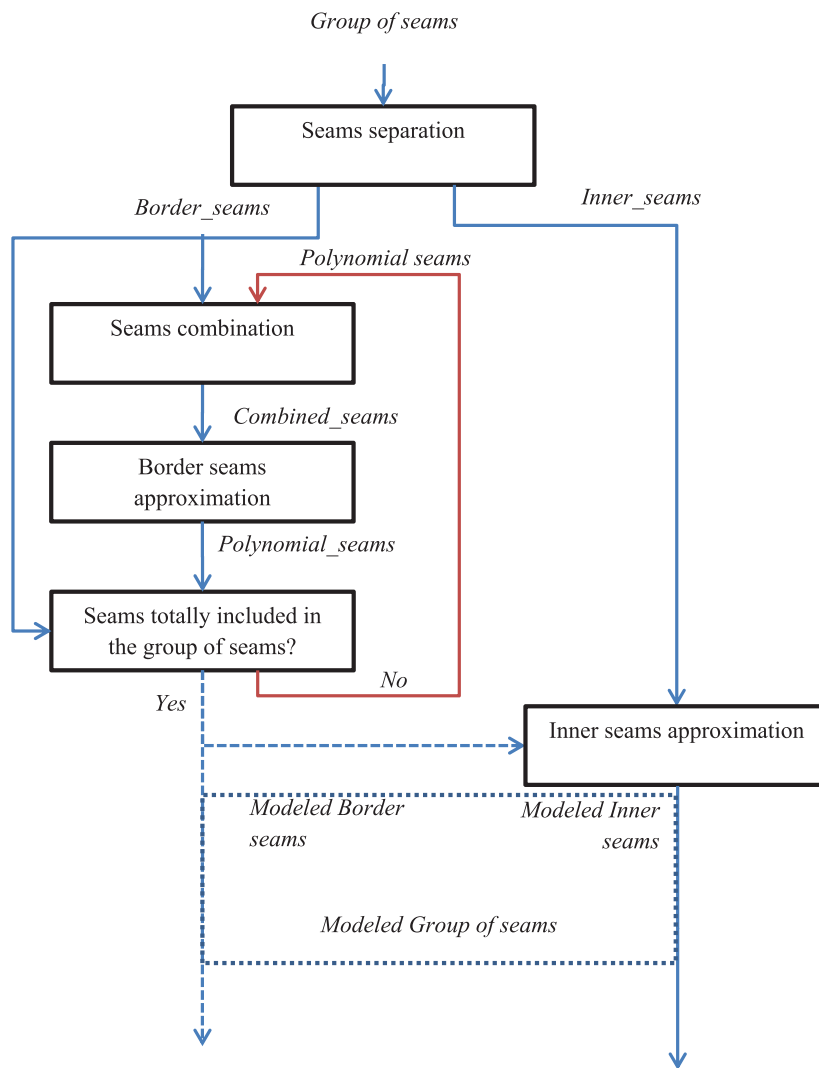 Group of seams
Seams separation
Border_seams
Inner_seams
Polynomial seams
Seams combination
Combined_seams
Border seams
approximation
Polynomial_seams
Seams totally included in
the group of seams?
No
Yes
Inner seams approximation
Modeled Border
seams
Modeled Inner
seams
Modeled Group of seams